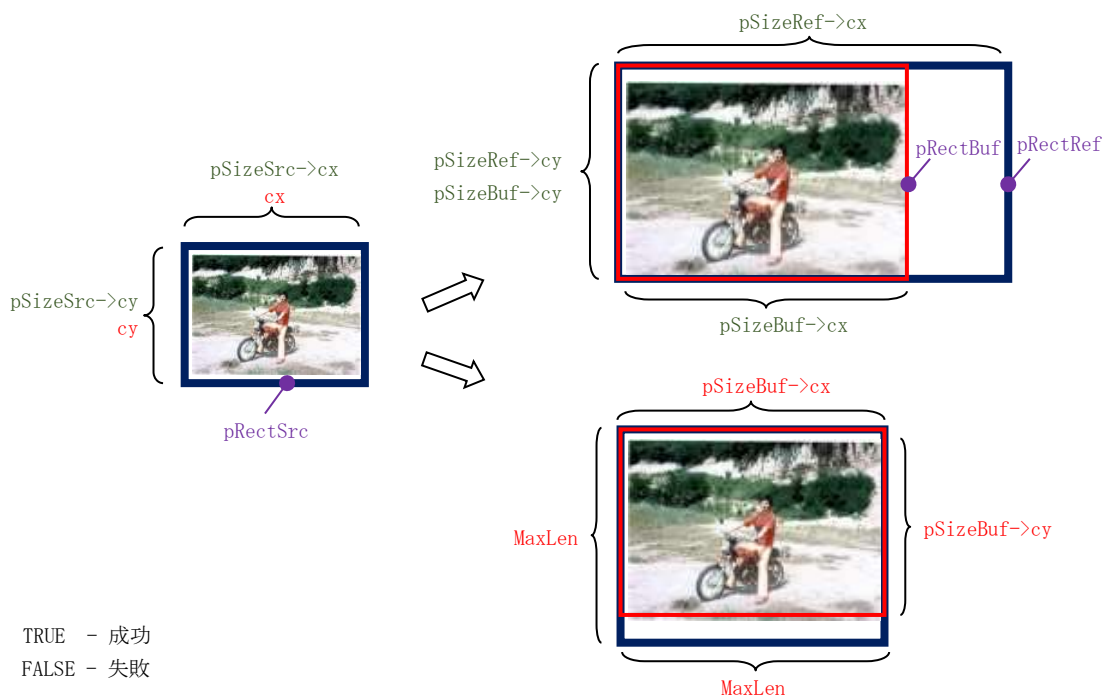 pSizeRef->cx
pSizeRef->cy
pSizeBuf->cy
pRectBuf
pRectRef
pSizeSrc->cx
cx
pSizeSrc->cy
cy
pSizeBuf->cx
pRectSrc
pSizeBuf->cx
MaxLen
pSizeBuf->cy
MaxLen
TRUE － 成功
FALSE － 失敗